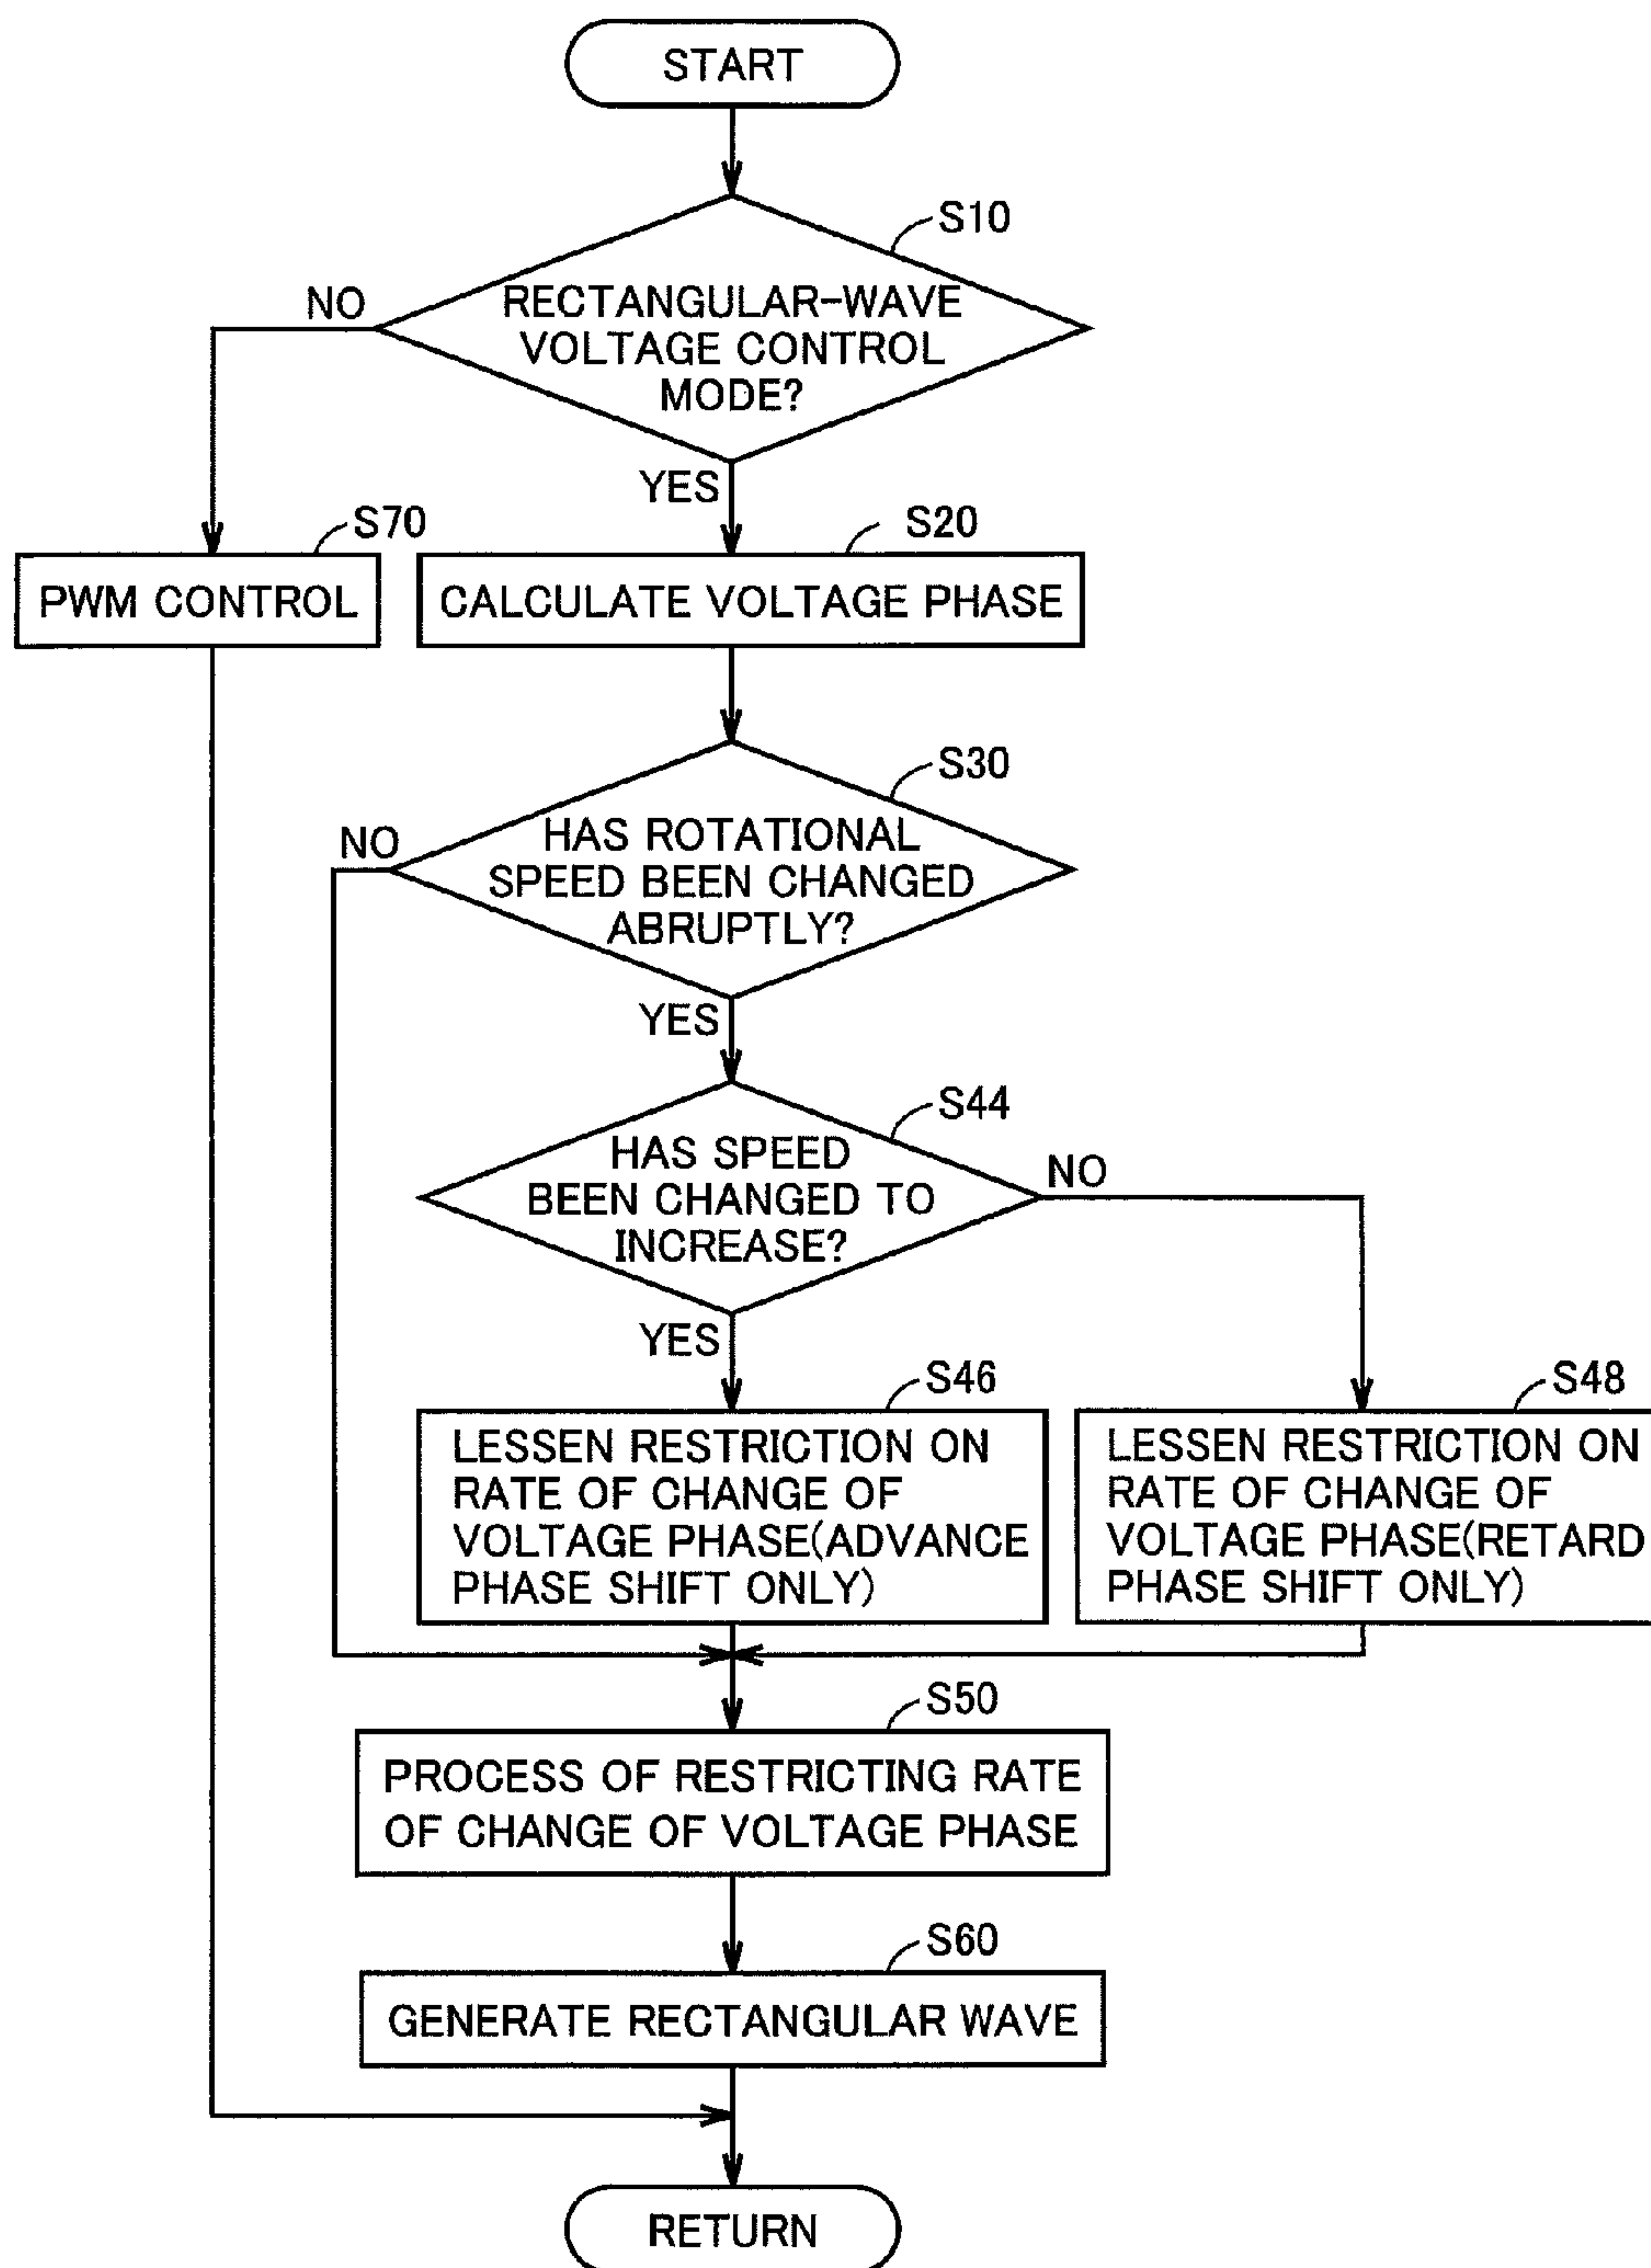 START
S10
NO
RECTANGULAR-WAVE
VOLTAGE CONTROL
MODE?
YES
S70
S20
PWM CONTROL
CALCULATE VOLTAGE PHASE
S30
NO
HAS ROTATIONAL
SPEED BEEN CHANGED
ABRUPTLY?
YES
S44
HAS SPEED
BEEN CHANGED TO
INCREASE?
NO
YES
S46
LESSEN RESTRICTION ON
RATE OF CHANGE OF
VOLTAGE PHASE(ADVANCE
PHASE SHIFT ONLY)
S48
LESSEN RESTRICTION ON
RATE OF CHANGE OF
VOLTAGE PHASE(RETARD
PHASE SHIFT ONLY)
S50
PROCESS OF RESTRICTING RATE
OF CHANGE OF VOLTAGE PHASE
S60
GENERATE RECTANGULAR WAVE
RETURN